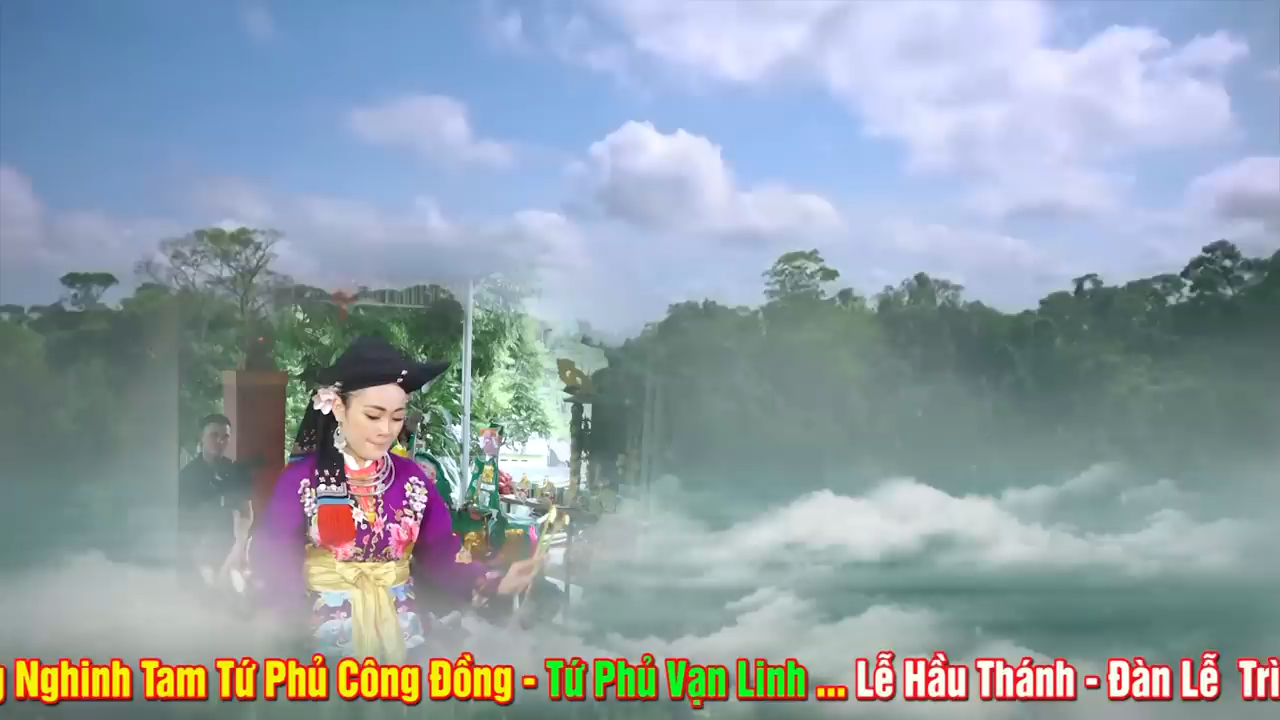 Nghinh Tam Tứ Phủ Công Đồng - Tứ Phủ Vạn Linh ... Lễ Hầu Thánh - Đàn Lễ